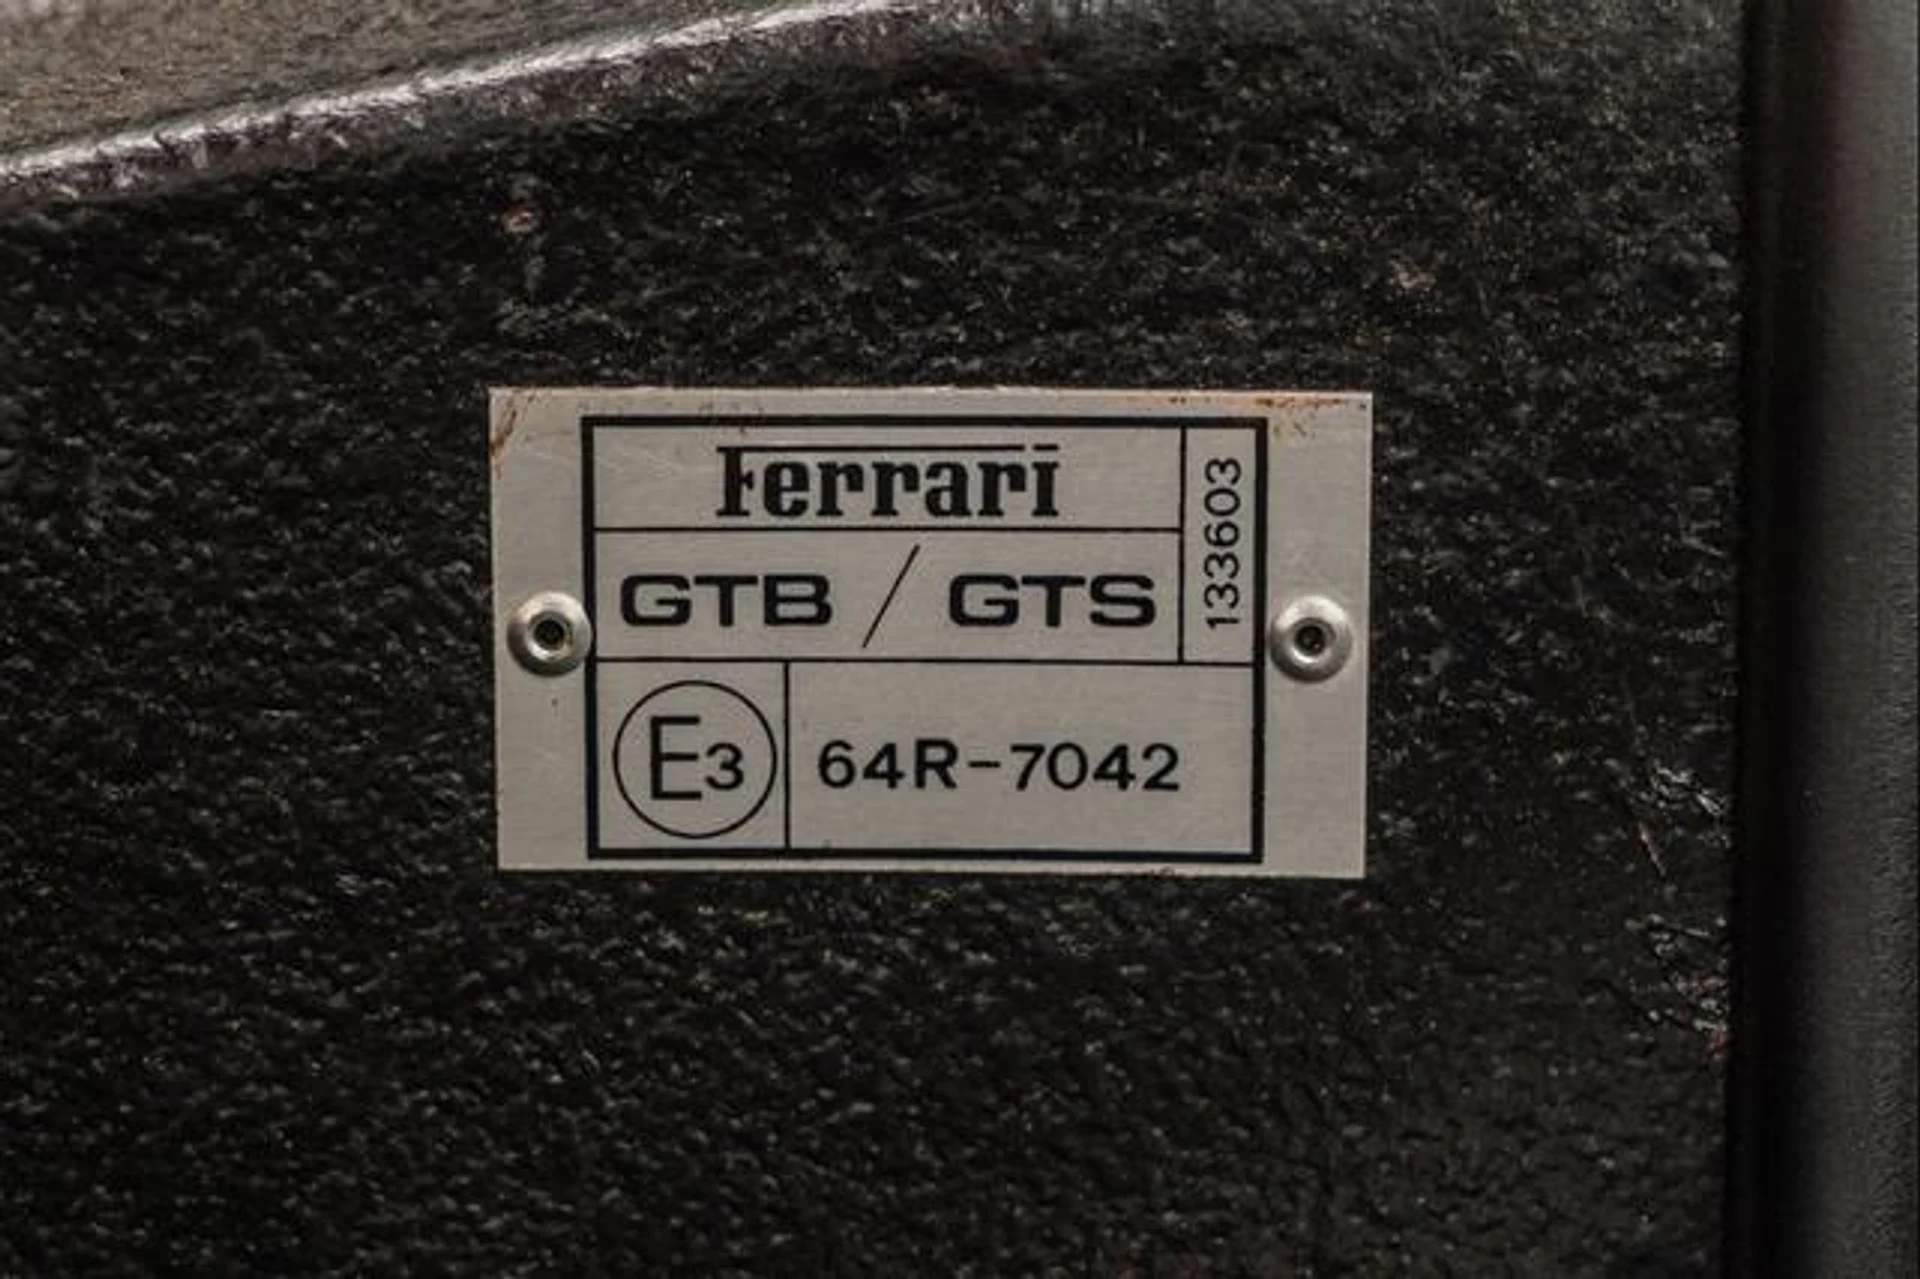 Ferrari
133603
GTB / GTS
E3
64R-7042